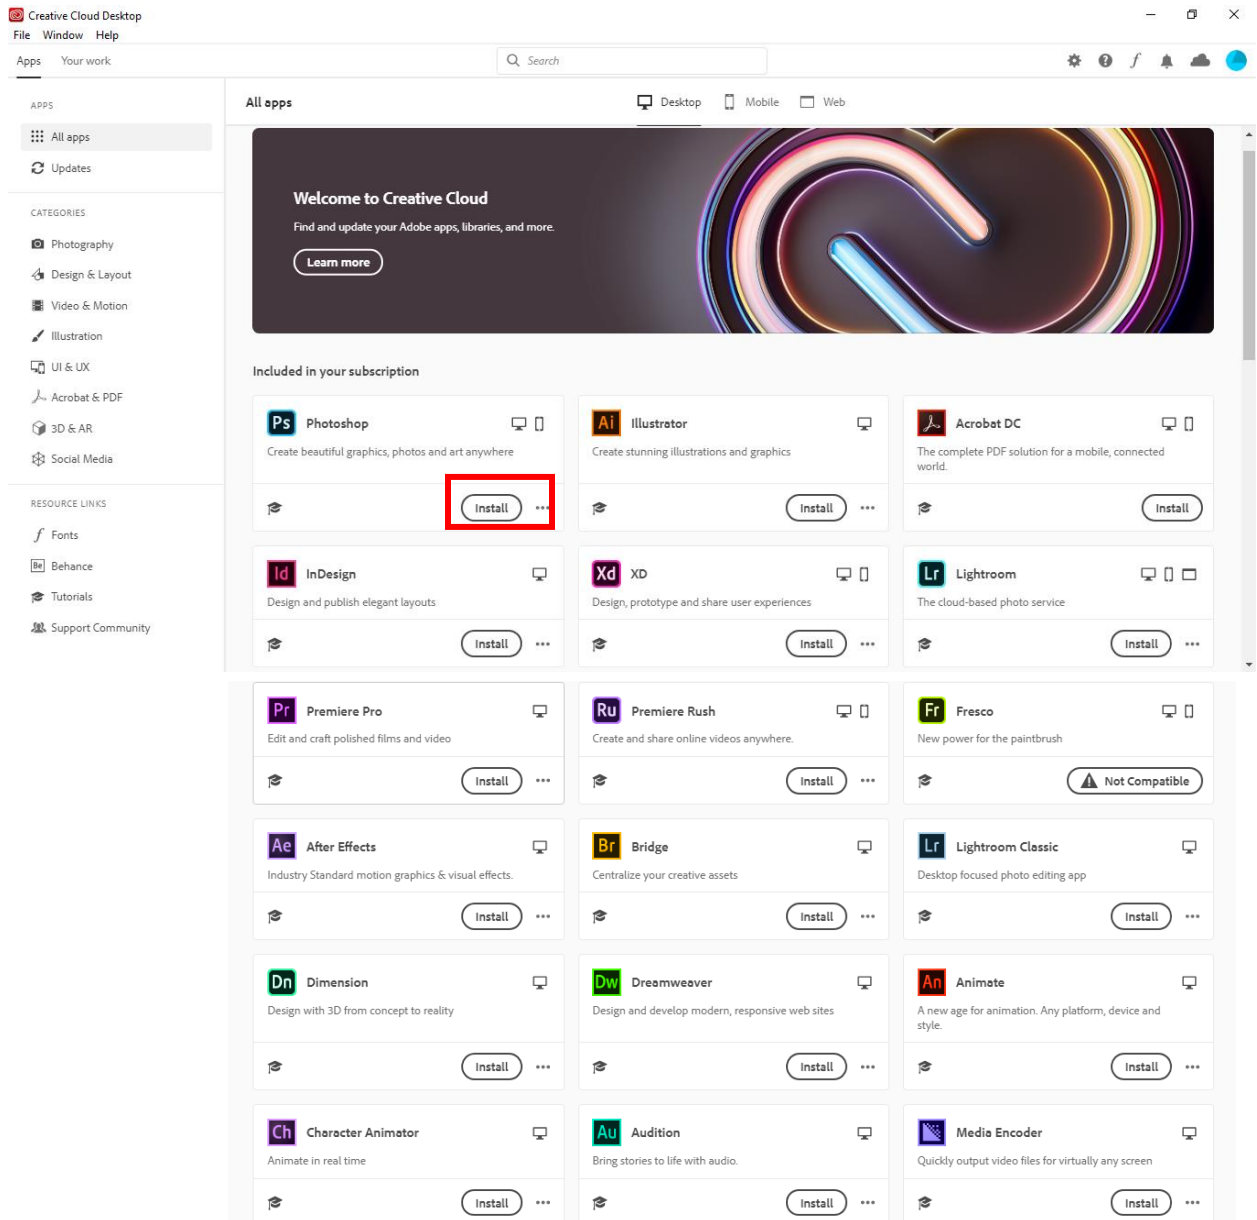 Creative Cloud Desktop
File Window Help
Apps Your work
Search
APPS
All apps
Updates
CATEGORIES
Photography
Design & Layout
Video & Motion
Illustration
UI & UX
Acrobat & PDF
3D & AR
Social Media
RESOURCE LINKS
Fonts
Be Behance
Tutorials
Support Community
All apps
Desktop Mobile Web
Welcome to Creative Cloud
Find and update your Adobe apps, libraries, and more.
Learn more
Included in your subscription
Ps Photoshop
Create beautiful graphics, photos and art anywhere
Install
Ai Illustrator
Create stunning illustrations and graphics
Install
Acrobat DC
The complete PDF solution for a mobile, connected
world.
Install
Id InDesign
Design and publish elegant layouts
Install
Xd XD
Design, prototype and share user experiences
Install
Lr Lightroom
The cloud-based photo service
Install
Pr Premiere Pro
Edit and craft polished films and video
Install
Ru Premiere Rush
Create and share online videos anywhere.
Install
Fr Fresco
New power for the paintbrush
Not Compatible
Ae After Effects
Industry Standard motion graphics & visual effects.
Install
Br Bridge
Centralize your creative assets
Install
Lr Lightroom Classic
Desktop focused photo editing app
Install
Dn Dimension
Design with 3D from concept to reality
Install
Dw Dreamweaver
Design and develop modern, responsive web sites
Install
An Animate
A new age for animation. Any platform, device and
style.
Install
Ch Character Animator
Animate in real time
Install
Au Audition
Bring stories to life with audio.
Install
Media Encoder
Quickly output video files for virtually any screen
Install